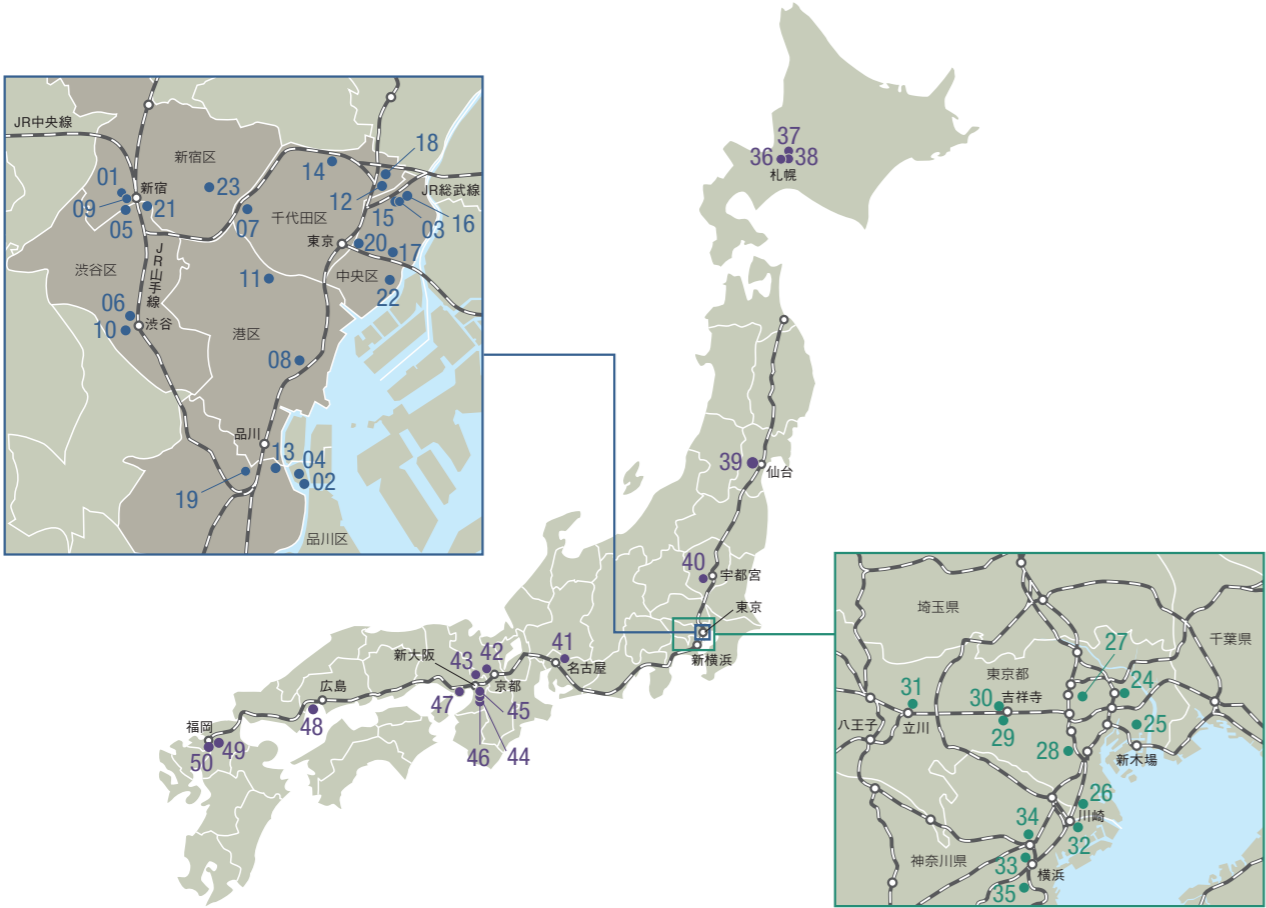 JR中央線
新宿区
14
18
01
新宿
23
12
JR総武線
09
21
05
07
千代田区
15
03
16
東京
20
17
JR山手線
渋谷区
11
中央区
22
06
10
渋谷
港区
08
品川
13
04
02
19
品川区
37
36
38
札幌
39
仙台
40
宇都宮
東京
新横浜
41
名古屋
新大阪
43
42
京都
47
45
46
44
広島
48
福岡
50
49
埼玉県
千葉県
27
東京都
24
31
30
吉祥寺
25
八王子
立川
29
28
新木場
26
川崎
34
32
神奈川県
33
横浜
35